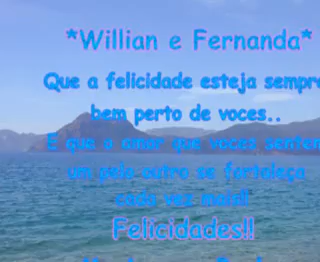 *Willian e Fernanda*
Que a felicidade esteja sempre
bem perto de voces..
E que o amor que voces sentem
um pelo outro se fortaleça
cada vez mais!!
Felicidades!!